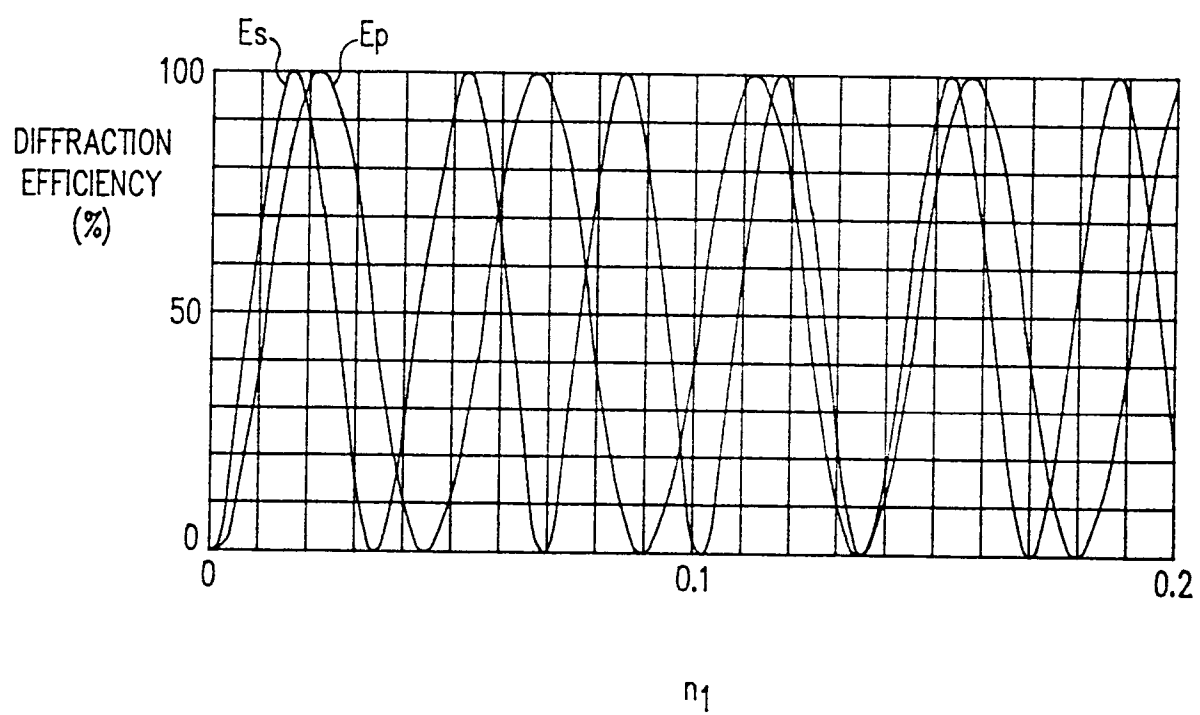 Es Ep
100
DIFFRACTION
EFFICIENCY
(%)
50
0
0 0.1 0.2
n1